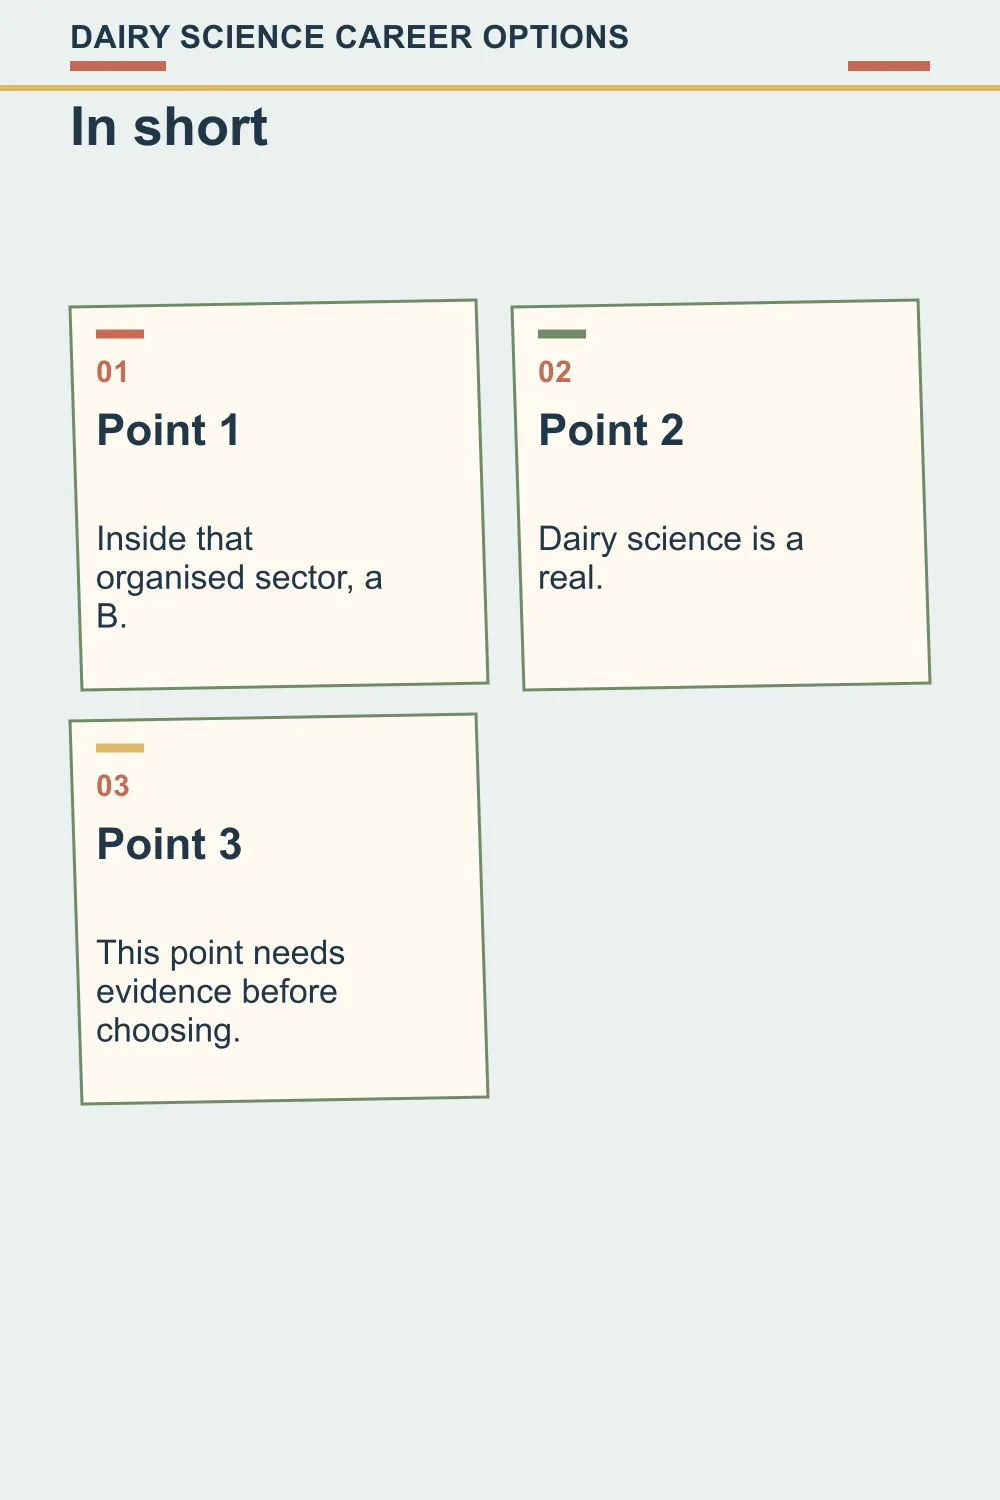 DAIRY SCIENCE CAREER OPTIONS
In short
01
Point 1
Inside that
organised sector, a
B.
02
Point 2
Dairy science is a
real.
03
Point 3
This point needs
evidence before
choosing.